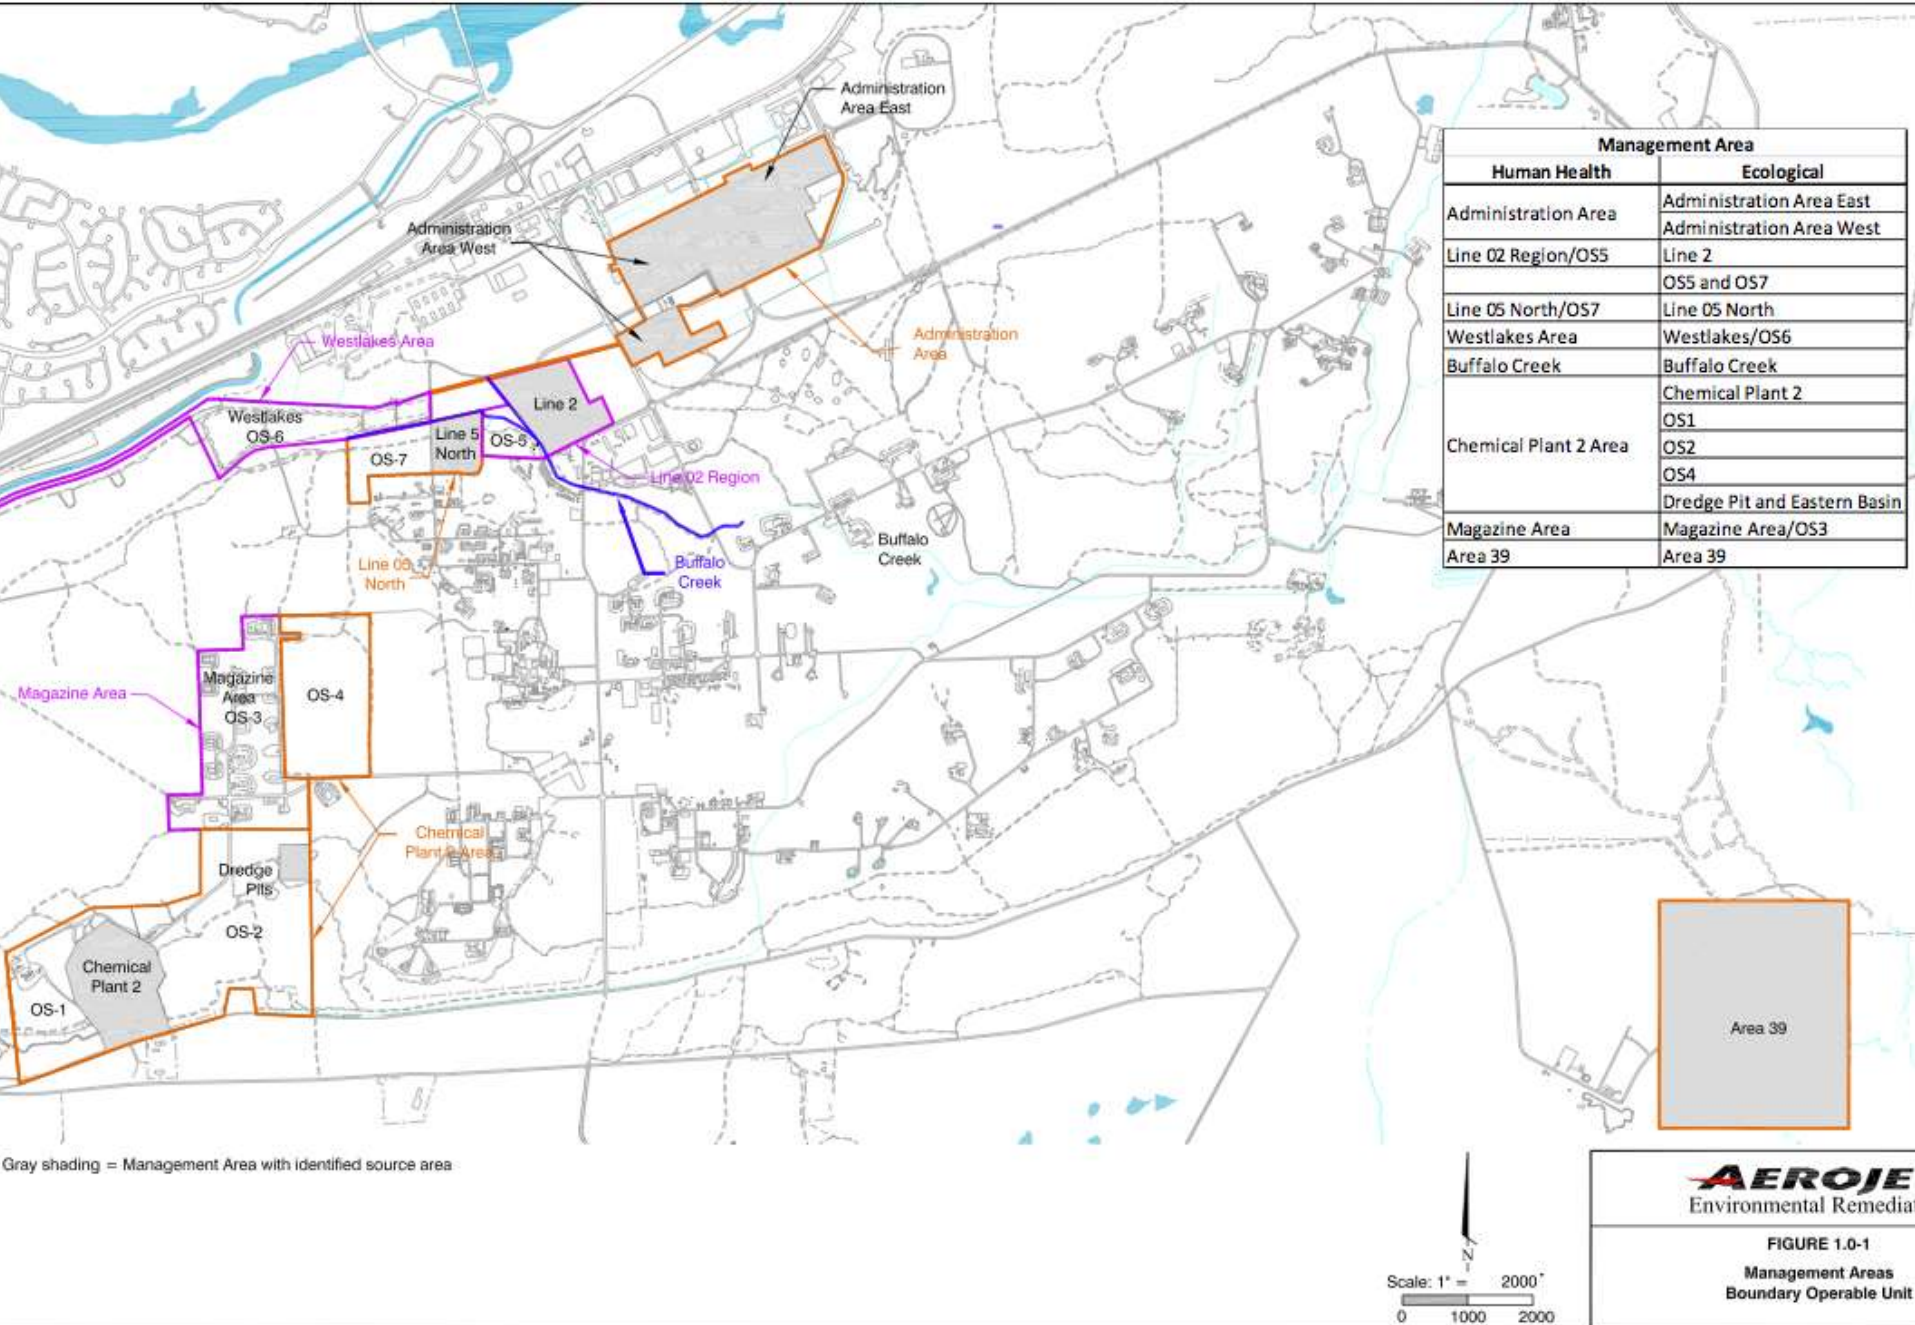 Administration
Area East
Administration
Area West
Administration
Area
Westlakes Area
Westlakes
OS-6
Line 2
Line 5
North
OS-7
Line 02 Region
Line 05
North
Buffalo
Creek
Buffalo
Creek
Magazine Area
Magazine
Area
OS-3
OS-4
Chemical
Dredge
Pits
OS-2
Chemical
Plant 2
OS-1
Area 39
Management Area
Human Health Ecological
Administration Area Administration Area East
Administration Area West
Line 02 Region/OS5 Line 2
OS5 and OS7
Line 05 North/OS7 Line 05 North
Westlakes Area Westlakes/OS6
Buffalo Creek Buffalo Creek
Chemical Plant 2 Area Chemical Plant 2
OS1
OS2
OS4
Dredge Pit and Eastern Basin
Magazine Area Magazine Area/OS3
Area 39 Area 39
Gray shading = Management Area with identified source area
N
Scale: 1" = 2000'
0 1000 2000
AEROJE
Environmental Remedia
FIGURE 1.0-1
Management Areas
Boundary Operable Unit